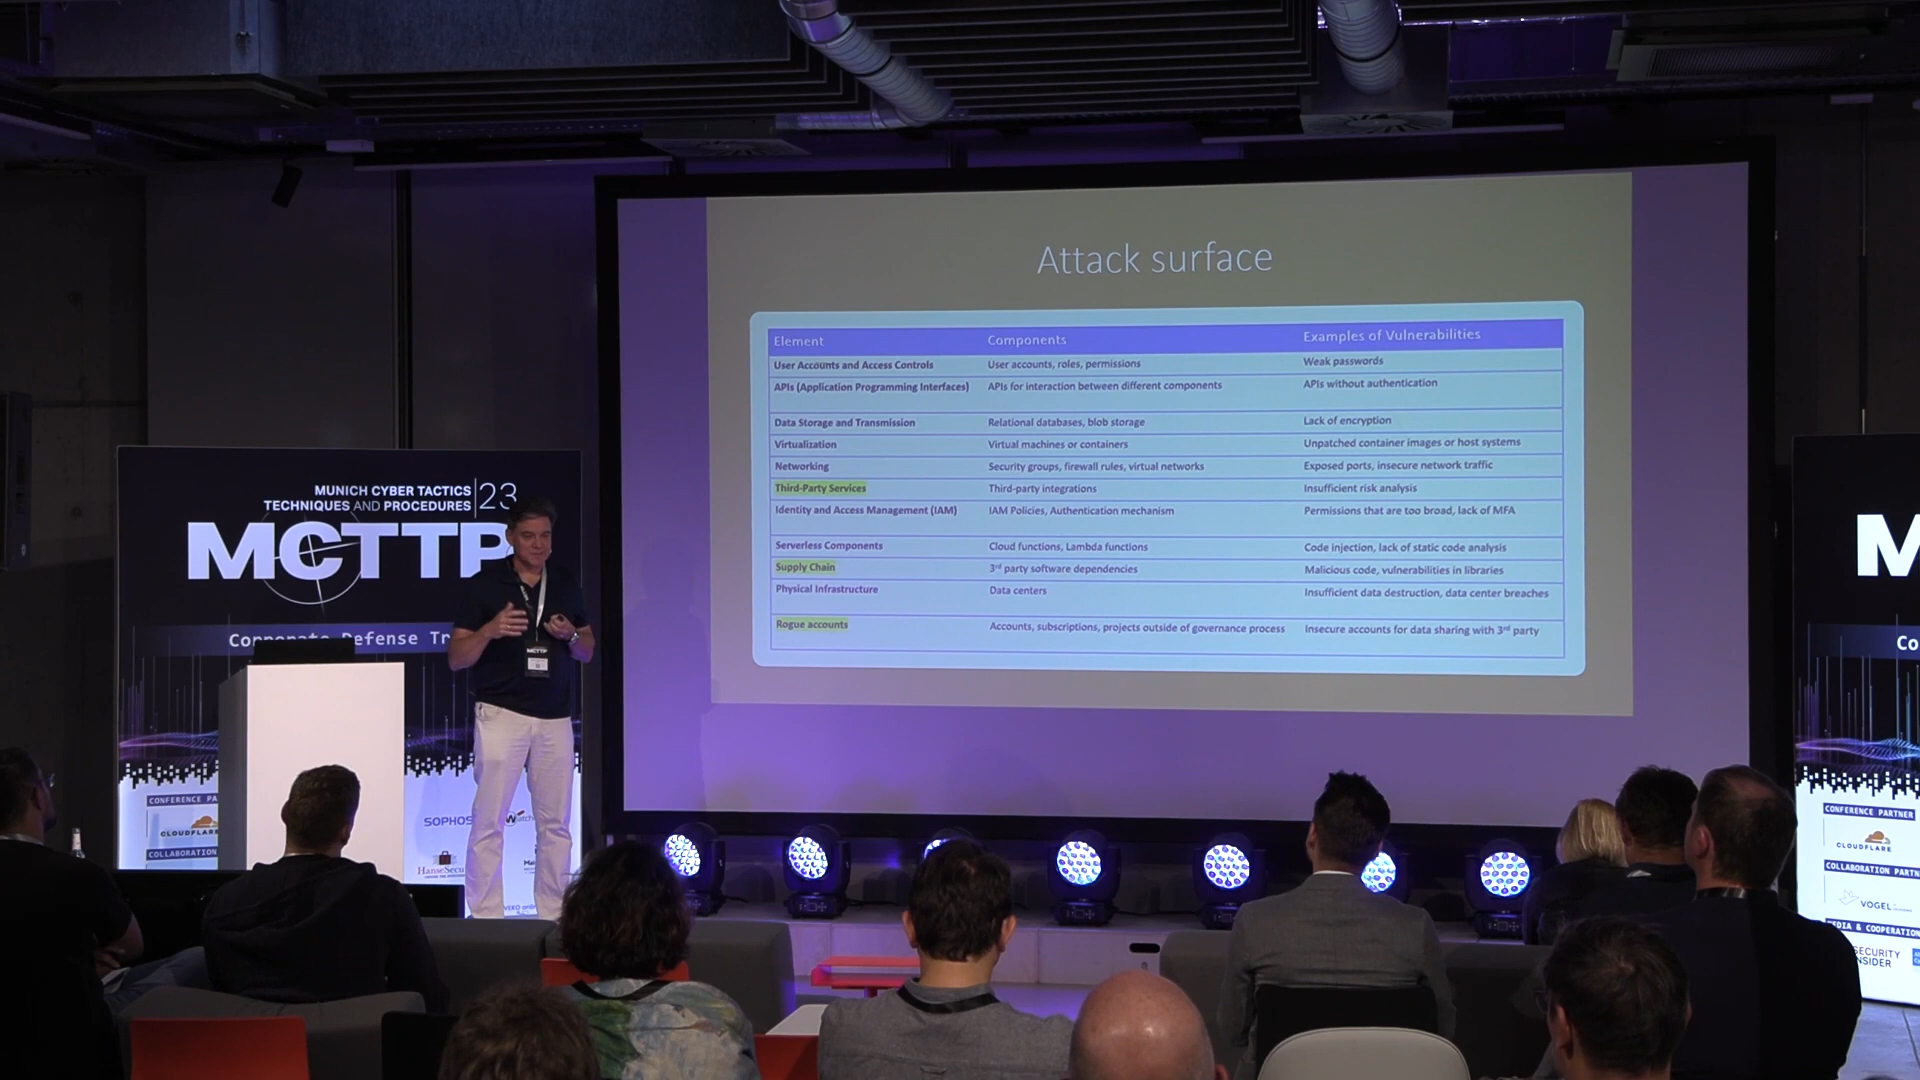 Attack surface
Element Components Examples of Vulnerabilities
User Accounts and Access Controls User accounts, roles, permissions Weak passwords
APIs (Application Programming Interfaces) APIs for interaction between different components APIs without authentication
Data Storage and Transmission Relational databases, blob storage Lack of encryption
Virtualization Virtual machines or containers Unpatched container images or host systems
Networking Security groups, firewall rules, virtual networks Exposed ports, insecure network traffic
Third-Party Services Third-party integrations Insufficient risk analysis
Identity and Access Management (IAM) IAM Policies, Authentication mechanism Permissions that are too broad, lack of MFA
Serverless Components Cloud functions, Lambda functions Code injection, lack of static code analysis
Supply Chain 3rd party software dependencies Malicious code, vulnerabilities in libraries
Physical Infrastructure Data centers Insufficient data destruction, data center breaches
Rogue accounts Accounts, subscriptions, projects outside of governance process Insecure accounts for data sharing with 3rd party
MUNICH CYBER TACTICS
TECHNIQUES AND PROCEDURES 23
MCTTP
Corporate Defense Tr
CONFERENCE PA
CLOUDFLARE
COLLABORATION
SOPHOS
HanseSecu
MCTTP
M
Co
CONFERENCE PARTNER
CLOUDFLARE
COLLABORATION PARTN
VOGEL
MEDIA & COOPERATION
SECURITY
INSIDER